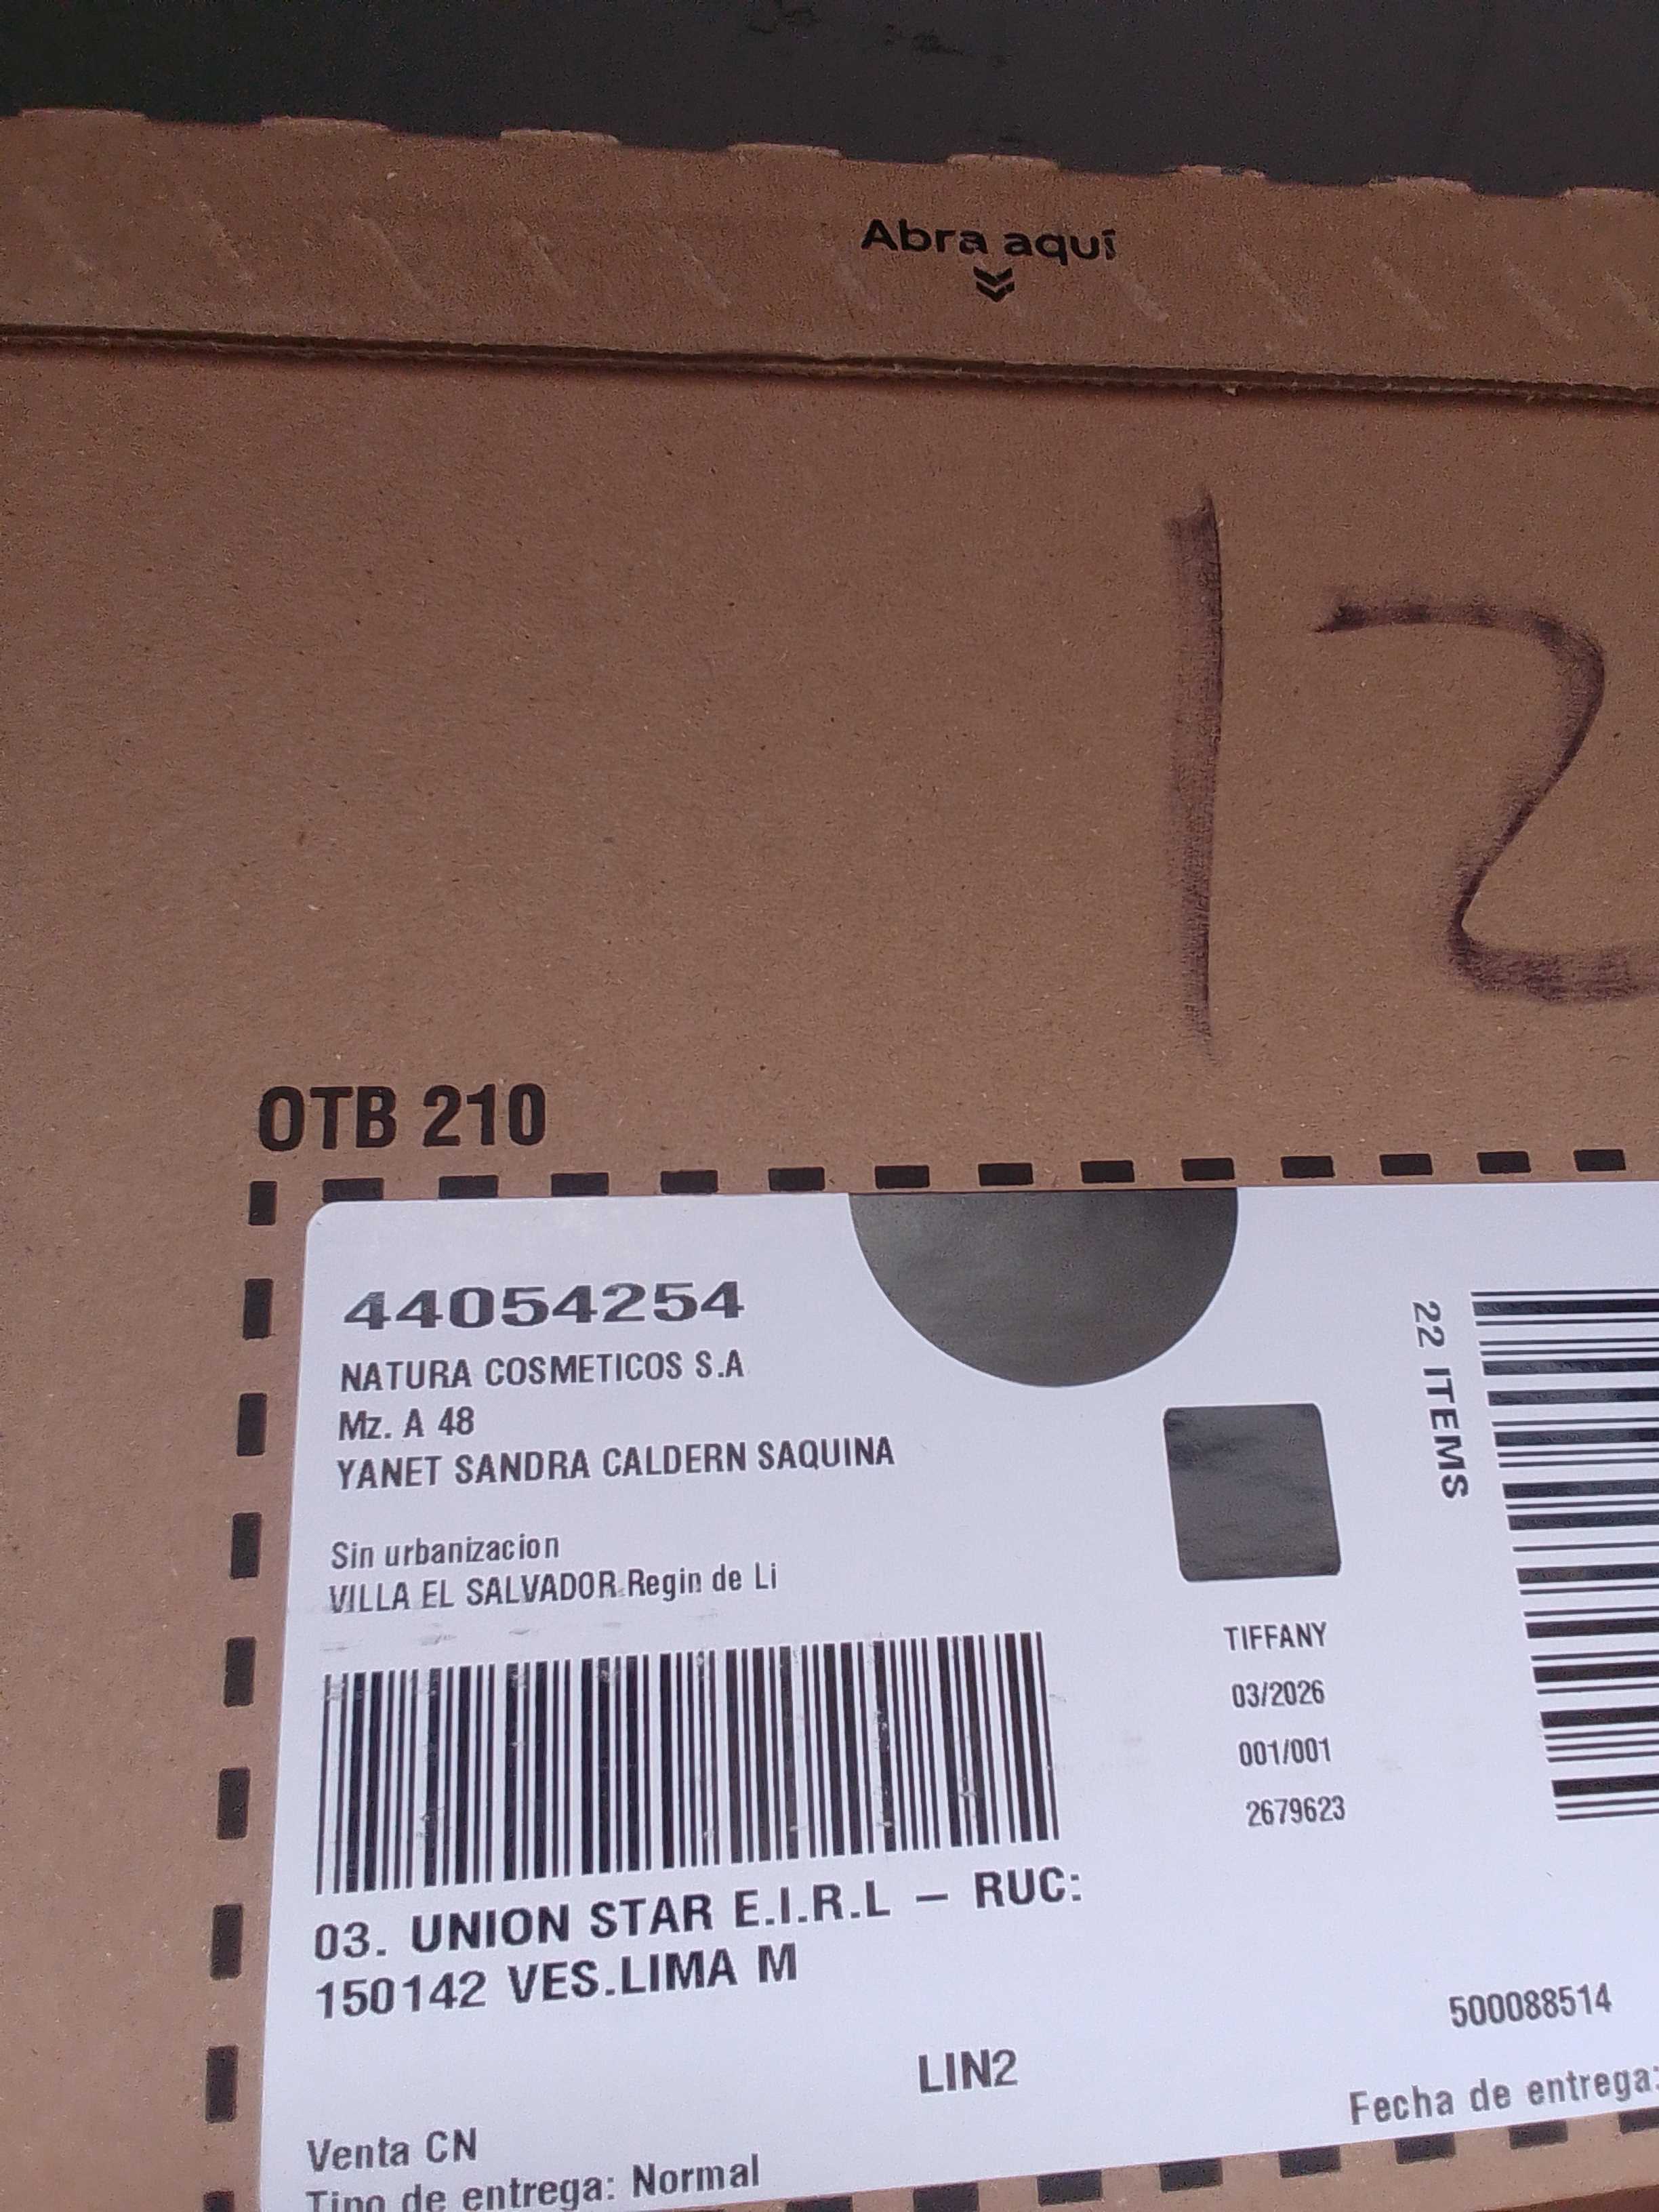 Abra aquí
12
OTB 210
44054254
NATURA COSMETICOS S.A
Mz. A 48
YANET SANDRA CALDERN SAQUINA
Sin urbanizacion
VILLA EL SALVADOR Regin de Li
22 ITEMS
TIFFANY
03/2026
001/001
2679623
03. UNION STAR E.I.R.L – RUC:
150142 VES.LIMA M
500088514
LIN2
Fecha de entrega:
Venta CN
Tipo de entrega: Normal